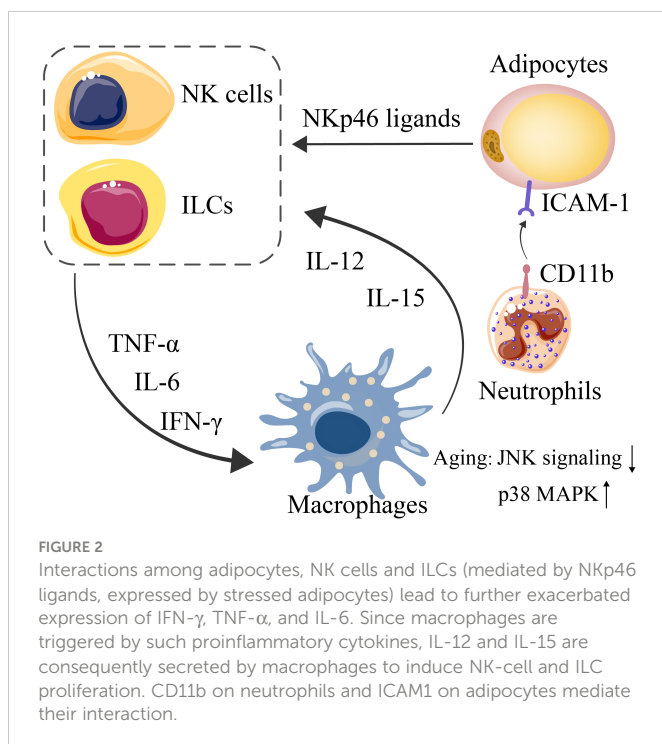 NK cells
ILCs
Adipocytes
NKp46 ligands
ICAM-1
IL-12
IL-15
CD11b
Neutrophils
TNF-α
IL-6
IFN-γ
Macrophages
Aging: JNK signaling ↓
p38 MAPK ↑
FIGURE 2
Interactions among adipocytes, NK cells and ILCs (mediated by NKp46
ligands, expressed by stressed adipocytes) lead to further exacerbated
expression of IFN-γ, TNF-α, and IL-6. Since macrophages are
triggered by such proinflammatory cytokines, IL-12 and IL-15 are
consequently secreted by macrophages to induce NK-cell and ILC
proliferation. CD11b on neutrophils and ICAM1 on adipocytes mediate
their interaction.